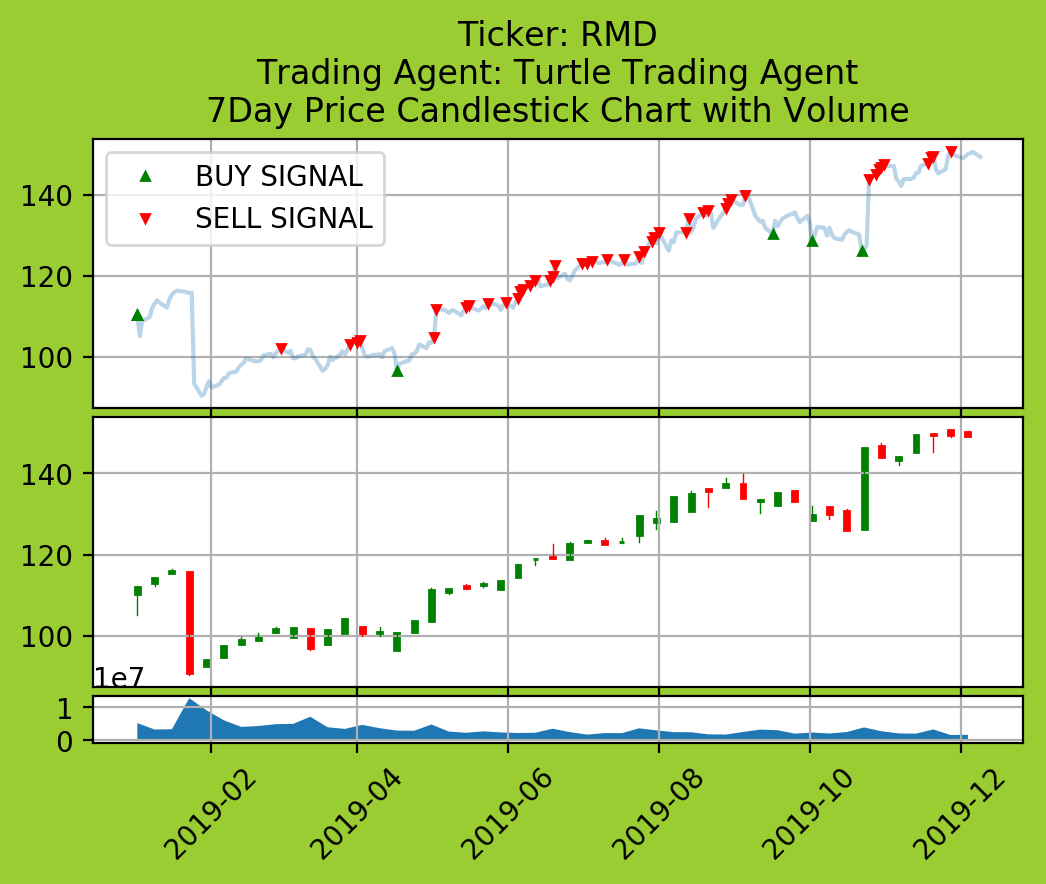 Ticker: RMD
Trading Agent: Turtle Trading Agent
7Day Price Candlestick Chart with Volume
BUY SIGNAL
SELL SIGNAL
140
120
100
140
120
100
1e7
1
0
2019-02
2019-04
2019-06
2019-08
2019-10
2019-12